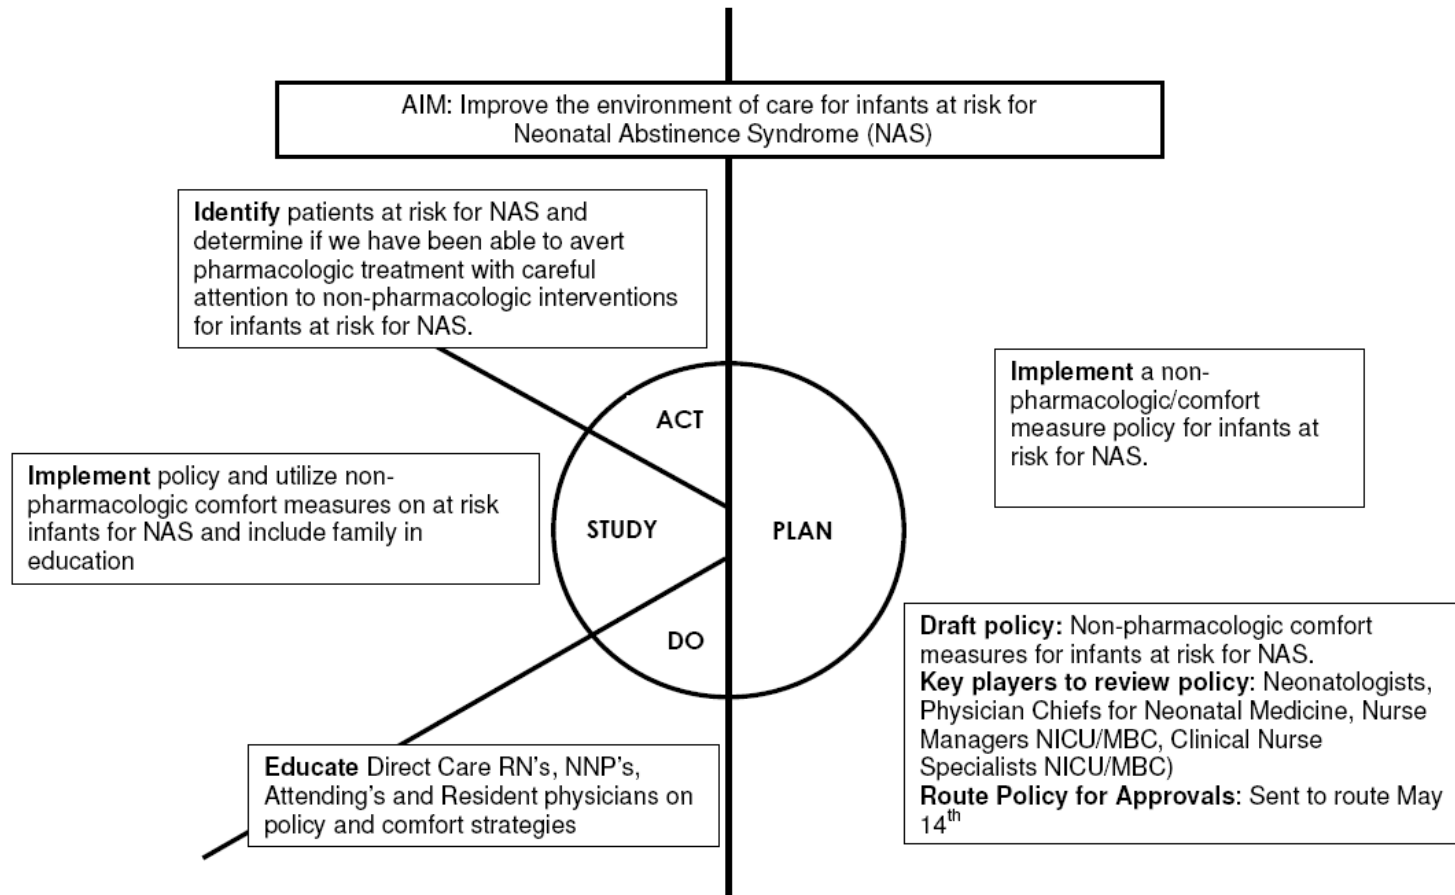 AIM: Improve the environment of care for infants at risk for
Neonatal Abstinence Syndrome (NAS)
Identify patients at risk for NAS and
determine if we have been able to avert
pharmacologic treatment with careful
attention to non-pharmacologic interventions
for infants at risk for NAS.
Implement a non-
pharmacologic/comfort
measure policy for infants at
risk for NAS.
ACT
Implement policy and utilize non-
pharmacologic comfort measures on at risk
infants for NAS and include family in
education
STUDY
PLAN
DO
Draft policy: Non-pharmacologic comfort
measures for infants at risk for NAS.
Key players to review policy: Neonatologists,
Physician Chiefs for Neonatal Medicine, Nurse
Managers NICU/MBC, Clinical Nurse
Specialists NICU/MBC)
Route Policy for Approvals: Sent to route May
14th
Educate Direct Care RN's, NNP's,
Attending's and Resident physicians on
policy and comfort strategies